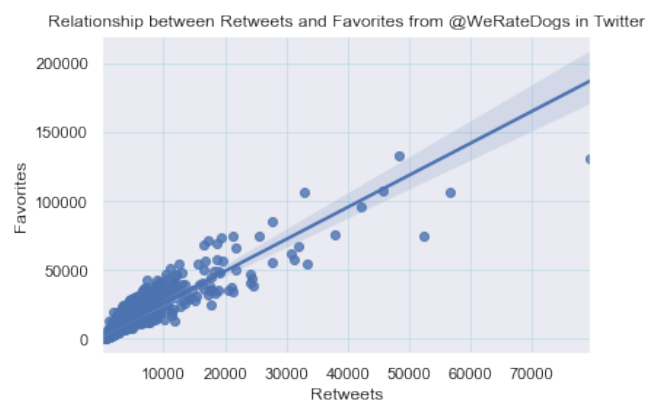 Relationship between Retweets and Favorites from @WeRateDogs in Twitter
200000
150000
100000
50000
0
Favorites
10000 20000 30000 40000 50000 60000 70000
Retweets